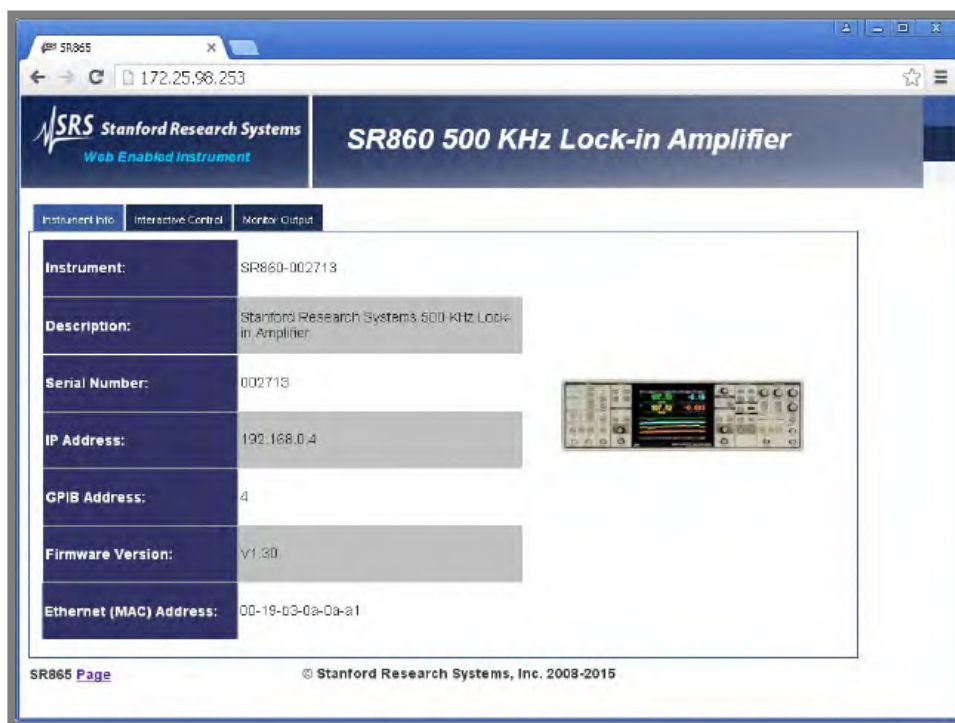 SR865
172.25.98.253
SRS Stanford Research Systems
Web Enabled Instrument
SR860 500 KHz Lock-in Amplifier
Instrument Info Interactive Control Monitor Output
Instrument: SR860-002713
Description: Stanford Research Systems 500 KHz Lock-
in Amplifier
Serial Number: 002713
IP Address: 192.168.0.4
GPIB Address: 4
Firmware Version: V1.30
Ethernet (MAC) Address: 00-19-b3-0a-0a-a1
SR865 Page
© Stanford Research Systems, Inc. 2008-2015